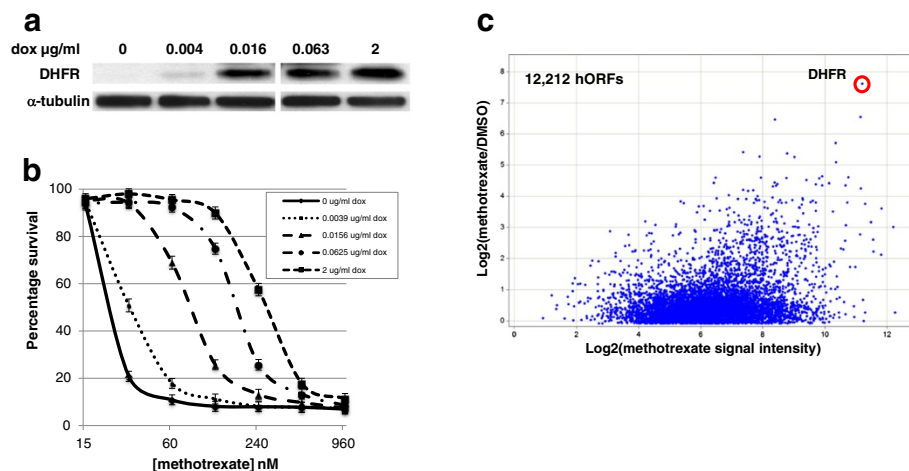 a
dox µg/ml 0 0.004 0.016 0.063 2
DHFR
α-tubulin
b
Percentage survival
100
80
60
40
20
0
15 60 240 960
[methotrexate] nM
0 ug/ml dox
0.0039 ug/ml dox
0.0156 ug/ml dox
0.0625 ug/ml dox
2 ug/ml dox
c
12,212 hORFs
DHFR
Log2(methotrexate/DMSO)
8
7
6
5
4
3
2
1
0
0 2 4 6 8 10 12
Log2(methotrexate signal intensity)